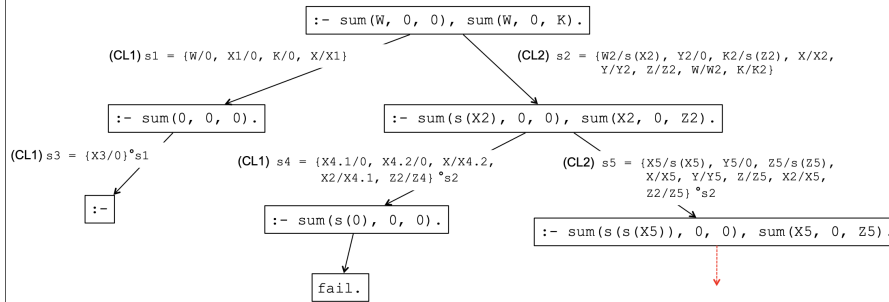 :- sum(W, 0, 0), sum(W, 0, K).
(CL1) s1 = {W/0, X1/0, K/0, X/X1}
(CL2) s2 = {W2/s(X2), Y2/0, K2/s(Z2), X/X2,
Y/Y2, Z/Z2, W/W2, K/K2}
:- sum(0, 0, 0).
:- sum(s(X2), 0, 0), sum(X2, 0, Z2).
(CL1) s3 = {X3/0}°s1
(CL1) s4 = {X4.1/0, X4.2/0, X/X4.2,
X2/X4.1, Z2/Z4}°s2
(CL2) s5 = {X5/s(X5), Y5/0, Z5/s(Z5),
X/X5, Y/Y5, Z/Z5, X2/X5,
Z2/Z5}°s2
:-
:- sum(s(0), 0, 0).
:- sum(s(s(X5)), 0, 0), sum(X5, 0, Z5).
fail.